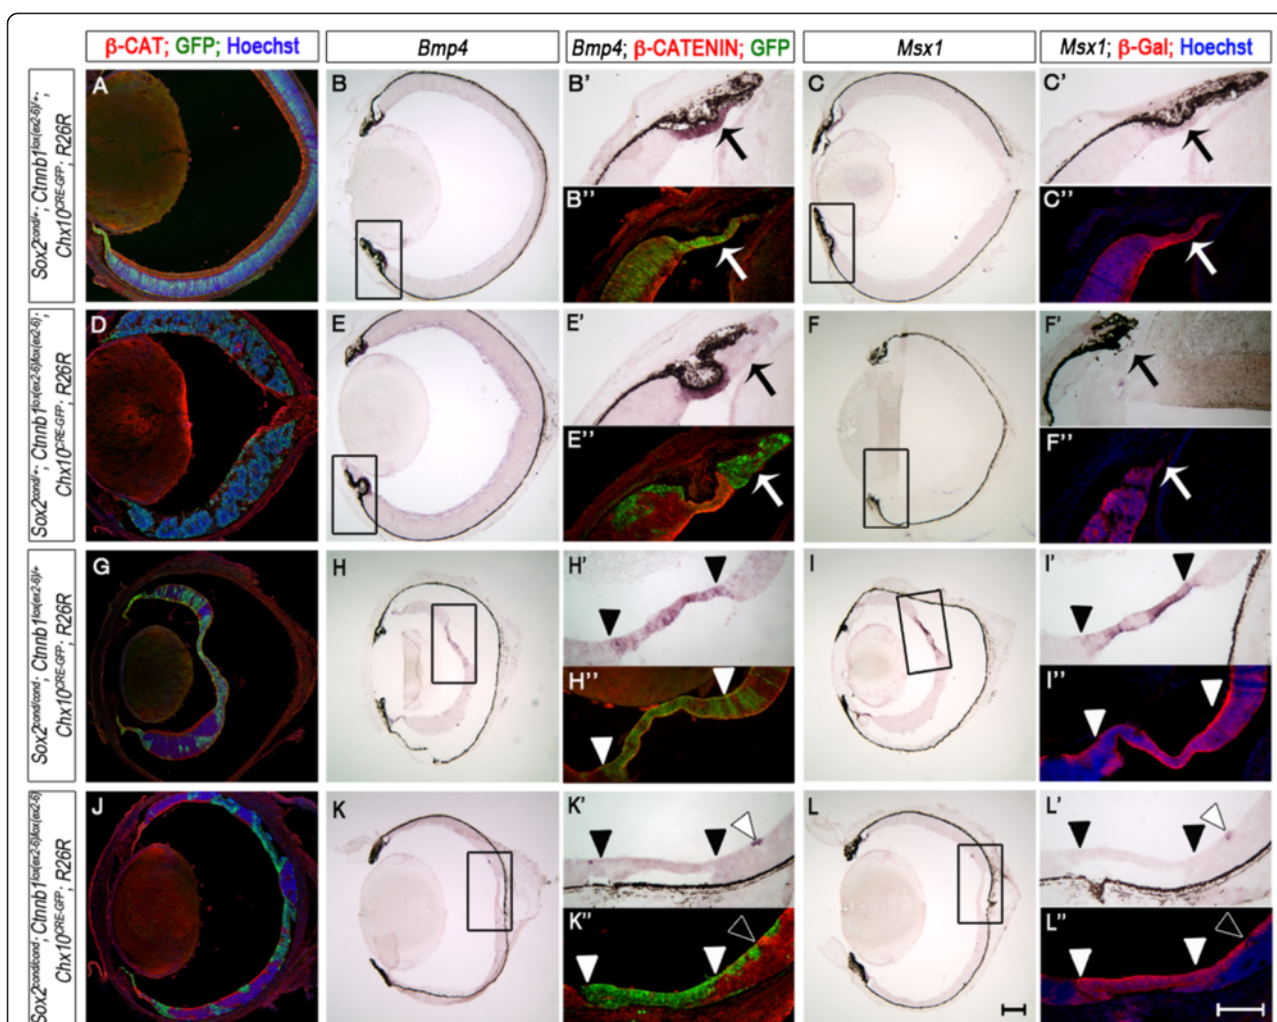 β-CAT; GFP; Hoechst
Bmp4
Bmp4; β-CATENIN; GFP
Msx1
Msx1; β-Gal; Hoechst
Sox2cond/+; Ctnnb1lox(ex2-6)/+;
Chx10CRE-GFP; R26R
A
B
B'
B''
C
C'
C''
Sox2cond/+; Ctnnb1lox(ex2-6)/lox(ex2-6);
Chx10CRE-GFP; R26R
D
E
E'
E''
F
F'
F''
Sox2cond/cond; Ctnnb1lox(ex2-6)/+
Chx10CRE-GFP; R26R
G
H
H'
H''
I
I'
I''
Sox2cond/cond; Ctnnb1lox(ex2-6)/lox(ex2-6)
Chx10CRE-GFP; R26R
J
K
K'
K''
L
L'
L''